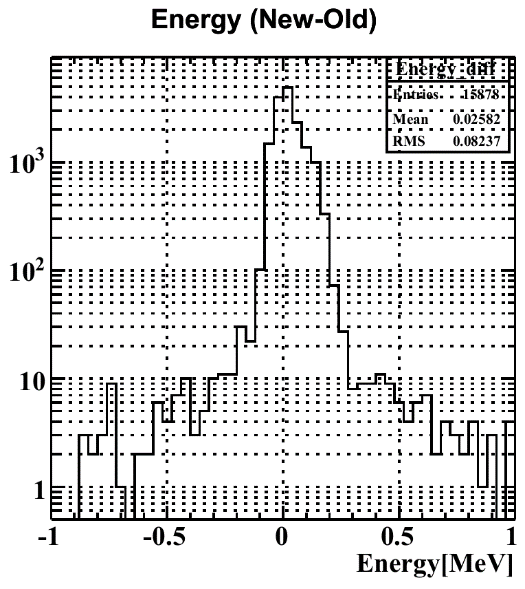 Energy (New-Old)
Energy_diff
Entries 15878
Mean 0.02582
RMS 0.08237
10³
10²
10
1
-1 -0.5 0 0.5 1
Energy[MeV]